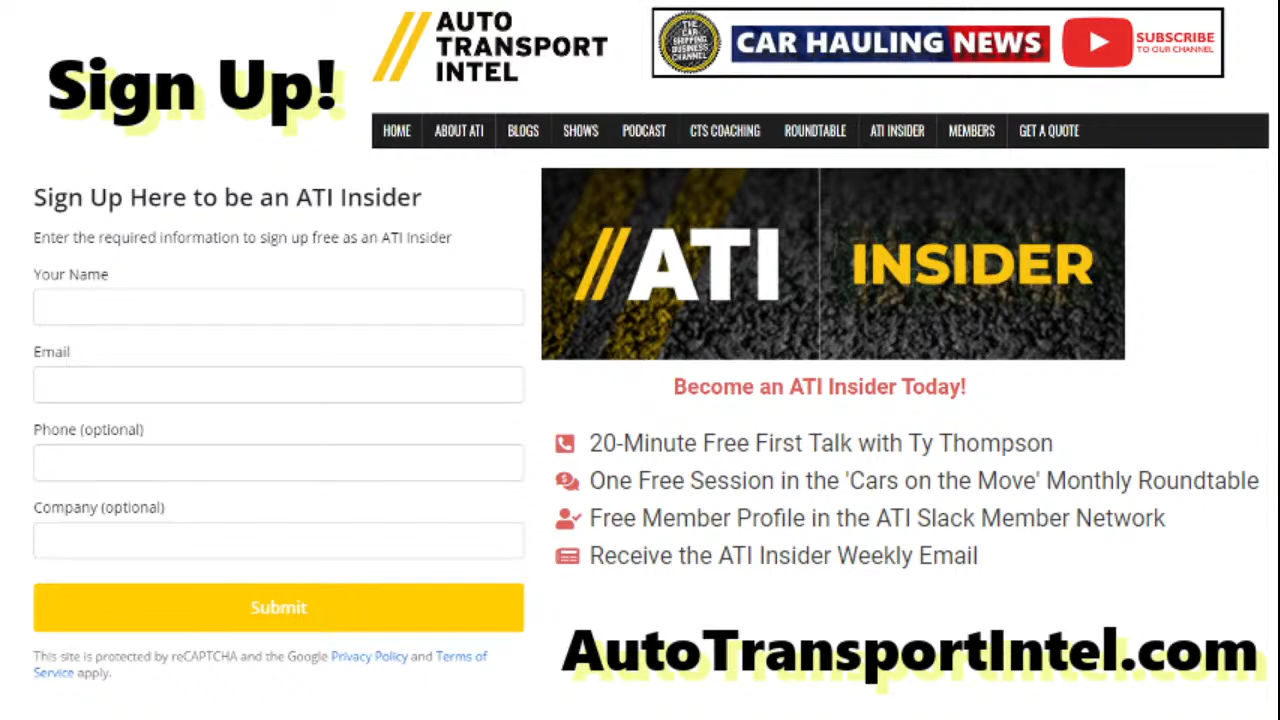 Sign Up!
AUTO
TRANSPORT
INTEL
THE
CAR
SHIPPING
BUSINESS
CHANNEL
CAR HAULING NEWS
SUBSCRIBE
TO OUR CHANNEL
HOME ABOUT ATI BLOGS SHOWS PODCAST CTS COACHING ROUNDTABLE ATI INSIDER MEMBERS GET A QUOTE
Sign Up Here to be an ATI Insider
Enter the required information to sign up free as an ATI Insider
Your Name
Email
Phone (optional)
Company (optional)
Submit
This site is protected by reCAPTCHA and the Google Privacy Policy and Terms of
Service apply.
//ATI INSIDER
Become an ATI Insider Today!
20-Minute Free First Talk with Ty Thompson
One Free Session in the 'Cars on the Move' Monthly Roundtable
Free Member Profile in the ATI Slack Member Network
Receive the ATI Insider Weekly Email
AutoTransportIntel.com